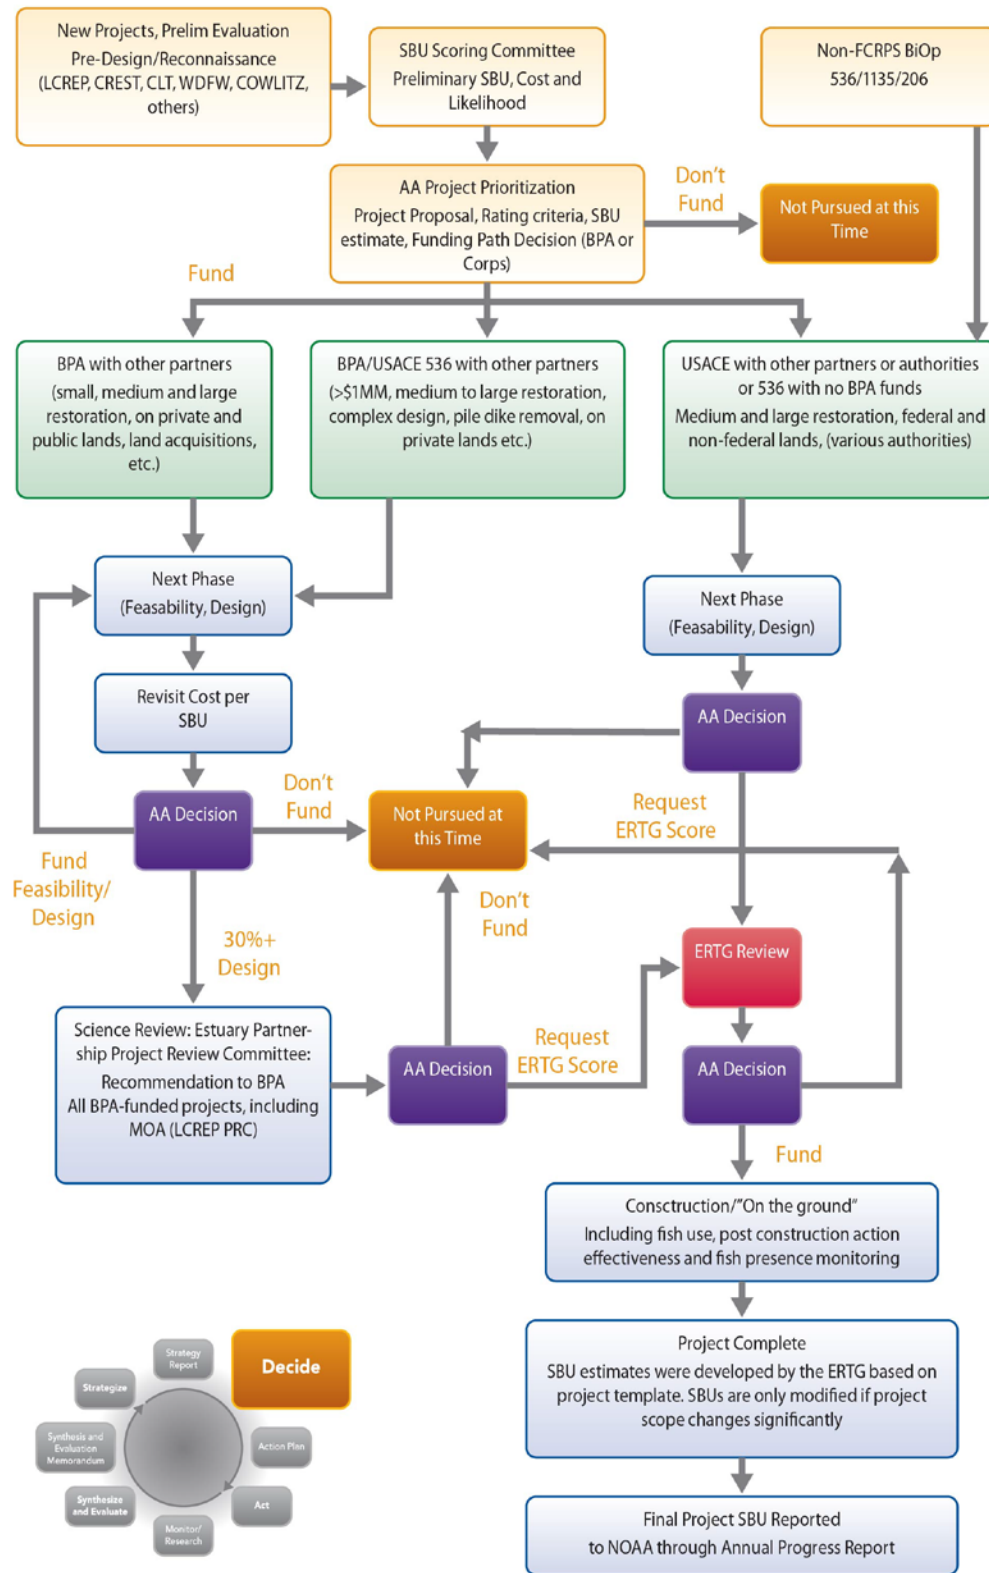 New Projects, Prelim Evaluation
Pre-Design/Reconnaissance
(LCREP, CREST, CLT, WDFW, COWLITZ,
others)
SBU Scoring Committee
Preliminary SBU, Cost and
Likelihood
Non-FCRPS BiOp
536/1135/206
AA Project Prioritization
Project Proposal, Rating criteria, SBU
estimate, Funding Path Decision (BPA or
Corps)
Don't
Fund
Not Pursued at this
Time
Fund
BPA with other partners
(small, medium and large
restoration, on private and
public lands, land acquisitions,
etc.)
BPA/USACE 536 with other partners
(>$1MM, medium to large restoration,
complex design, pile dike removal, on
private lands etc.)
USACE with other partners or authorities
or 536 with no BPA funds
Medium and large restoration, federal and
non-federal lands, (various authorities)
Next Phase
(Feasability, Design)
Next Phase
(Feasability, Design)
Revisit Cost per
SBU
AA Decision
AA Decision
Don't
Fund
Not Pursued at
this Time
Request
ERTG Score
Fund
Feasibility/
Design
30%+
Design
Don't
Fund
ERTG Review
Science Review: Estuary Partner-
ship Project Review Committee:
Recommendation to BPA
All BPA-funded projects, including
MOA (LCREP PRC)
AA Decision
Request
ERTG Score
AA Decision
Fund
Consctruction/"On the ground"
Including fish use, post construction action
effectiveness and fish presence monitoring
Project Complete
SBU estimates were developed by the ERTG based on
project template. SBUs are only modified if project
scope changes significantly
Final Project SBU Reported
to NOAA through Annual Progress Report
Strategy
Report
Decide
Strategize
Synthesis and
Evaluation
Memorandum
Action Plan
Synthesize
and Evaluate
Act
Monitor/
Research